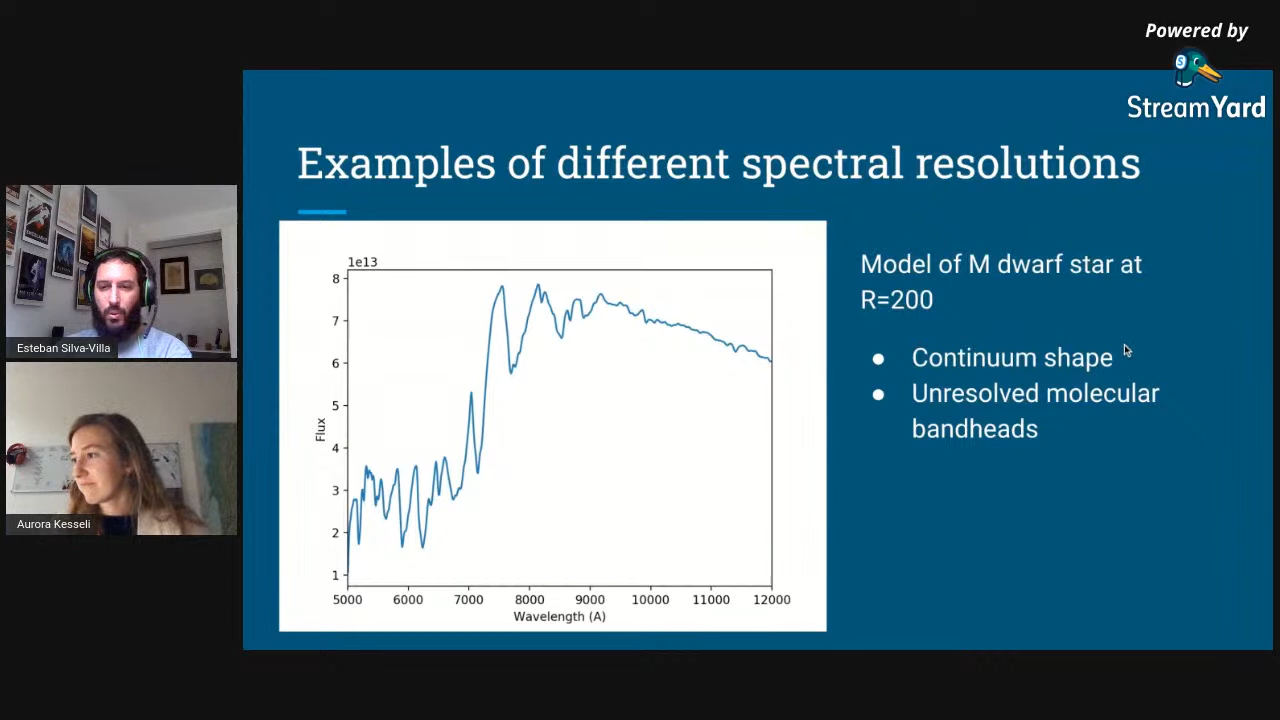 Powered by
StreamYard
Examples of different spectral resolutions
1e13
8
7
6
5
4
3
2
1
Flux
5000 6000 7000 8000 9000 10000 11000 12000
Wavelength (A)
Model of M dwarf star at
R=200
● Continuum shape
● Unresolved molecular
bandheads
Esteban Silva-Villa
Aurora Kesseli